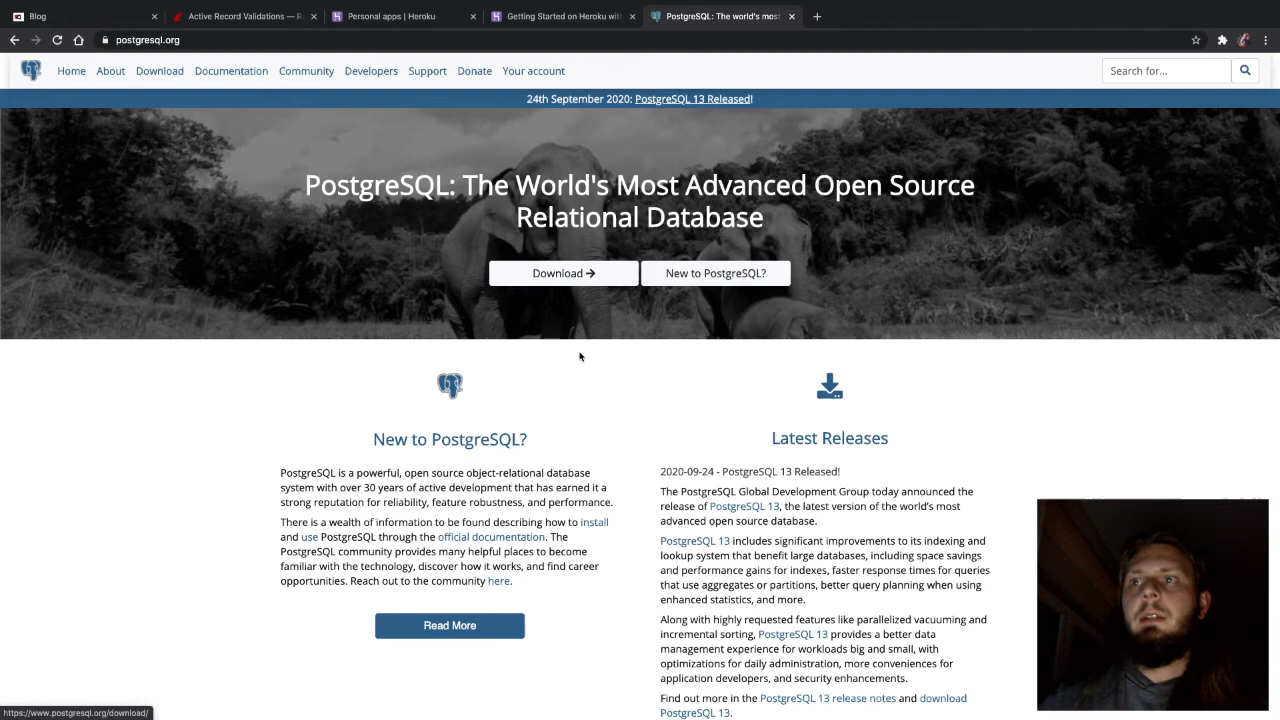 Blog
Active Record Validations — R
Personal apps | Heroku
Getting Started on Heroku with
PostgreSQL: The world's most
postgresql.org
Home About Download Documentation Community Developers Support Donate Your account
Search for...
24th September 2020: PostgreSQL 13 Released!
PostgreSQL: The World's Most Advanced Open Source
Relational Database
Download
New to PostgreSQL?
New to PostgreSQL?
PostgreSQL is a powerful, open source object-relational database
system with over 30 years of active development that has earned it a
strong reputation for reliability, feature robustness, and performance.
There is a wealth of information to be found describing how to install
and use PostgreSQL through the official documentation. The
PostgreSQL community provides many helpful places to become
familiar with the technology, discover how it works, and find career
opportunities. Reach out to the community here.
Read More
Latest Releases
2020-09-24 - PostgreSQL 13 Released!
The PostgreSQL Global Development Group today announced the
release of PostgreSQL 13, the latest version of the world's most
advanced open source database.
PostgreSQL 13 includes significant improvements to its indexing and
lookup system that benefit large databases, including space savings
and performance gains for indexes, faster response times for queries
that use aggregates or partitions, better query planning when using
enhanced statistics, and more.
Along with highly requested features like parallelized vacuuming and
incremental sorting, PostgreSQL 13 provides a better data
management experience for workloads big and small, with
optimizations for daily administration, more conveniences for
application developers, and security enhancements.
Find out more in the PostgreSQL 13 release notes and download
PostgreSQL 13.
https://www.postgresql.org/download/